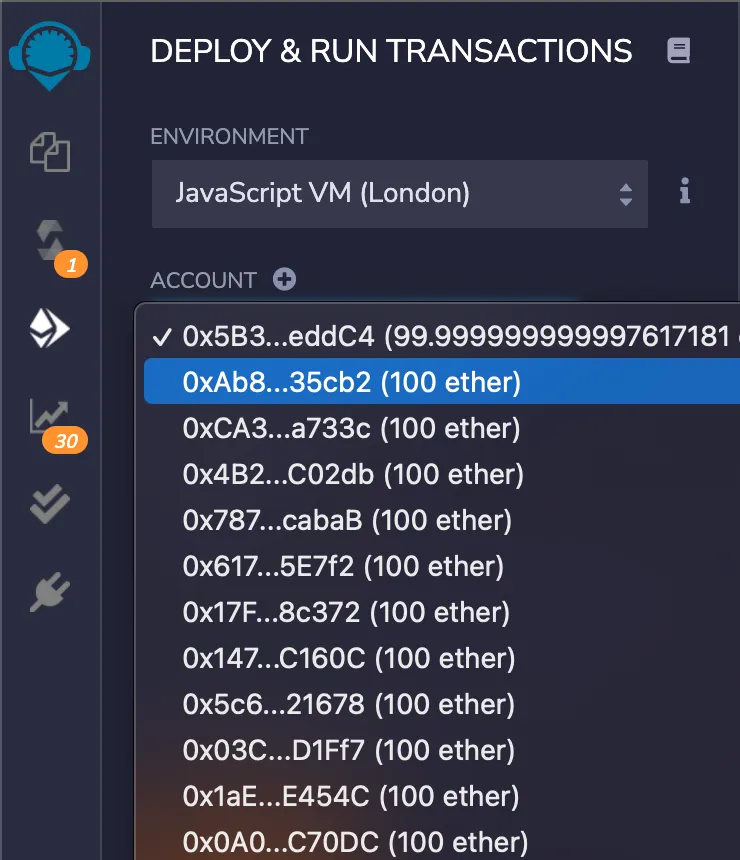 DEPLOY & RUN TRANSACTIONS
ENVIRONMENT
JavaScript VM (London)
1
ACCOUNT
✓ 0x5B3...eddC4 (99.999999999997617181
0xAb8...35cb2 (100 ether)
0xCA3...a733c (100 ether)
30
0x4B2...C02db (100 ether)
0x787...cabaB (100 ether)
0x617...5E7f2 (100 ether)
0x17F...8c372 (100 ether)
0x147...C160C (100 ether)
0x5c6...21678 (100 ether)
0x03C...D1Ff7 (100 ether)
0x1aE...E454C (100 ether)
0x0A0...C70DC (100 ether)